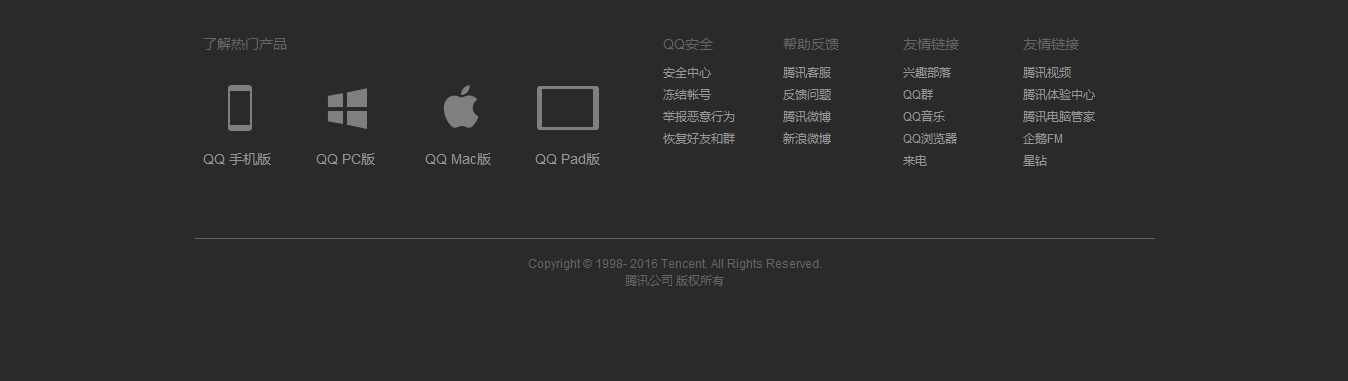 了解热门产品
QQ 手机版
QQ PC版
QQ Mac版
QQ Pad版
QQ安全
安全中心
冻结帐号
举报恶意行为
恢复好友和群
帮助反馈
腾讯客服
反馈问题
腾讯微博
新浪微博
友情链接
兴趣部落
QQ群
QQ音乐
QQ浏览器
来电
友情链接
腾讯视频
腾讯体验中心
腾讯电脑管家
企鹅FM
星钻
Copyright © 1998- 2016 Tencent. All Rights Reserved.
腾讯公司 版权所有